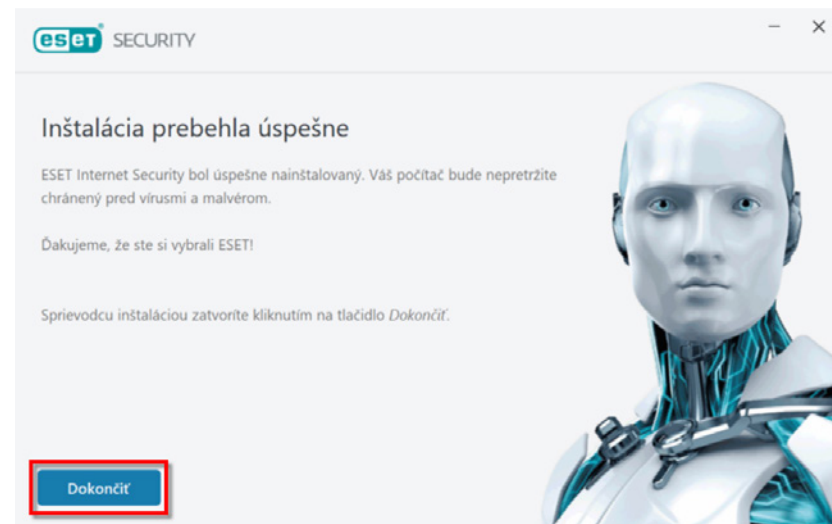 eset SECURITY
Inštalácia prebehla úspešne
ESET Internet Security bol úspešne nainštalovaný. Váš počítač bude nepretržite
chránený pred vírusmi a malvérom.
Ďakujeme, že ste si vybrali ESET!
Sprievodcu inštaláciou zatvoríte kliknutím na tlačidlo Dokončiť.
Dokončiť